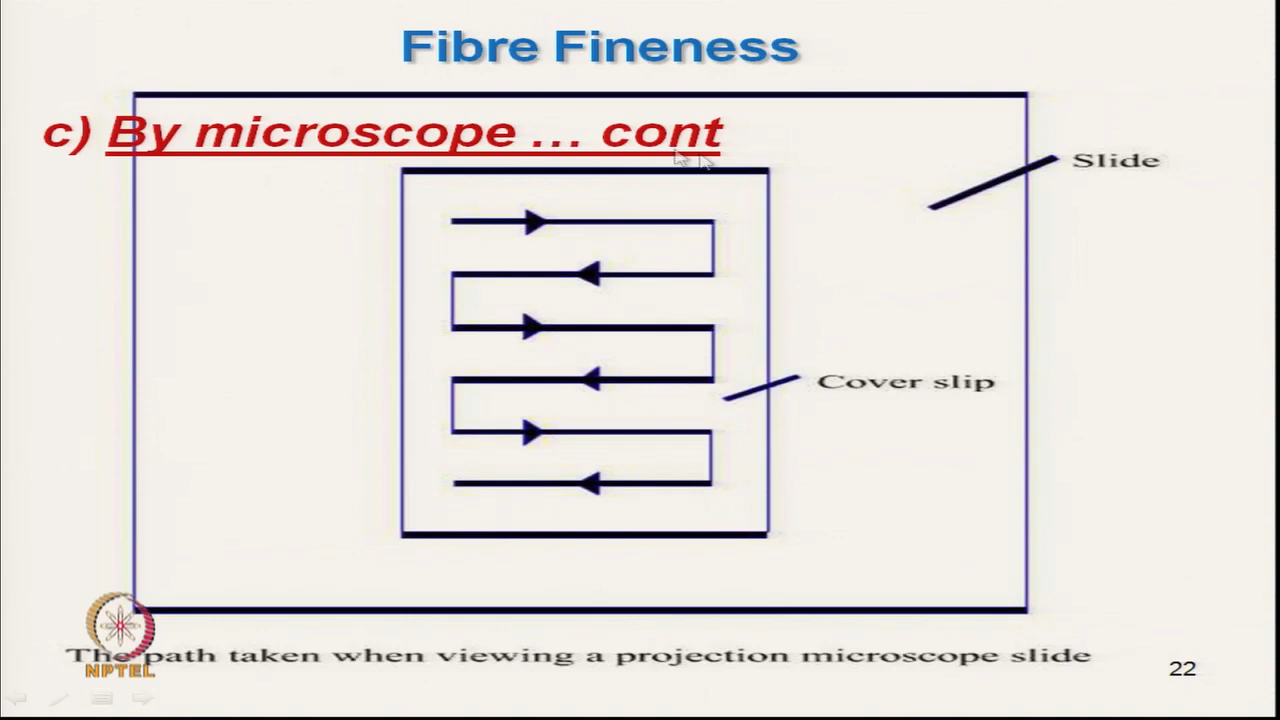 Fibre Fineness
c) By microscope ... cont
Slide
Cover slip
The path taken when viewing a projection microscope slide
NPTEL
22